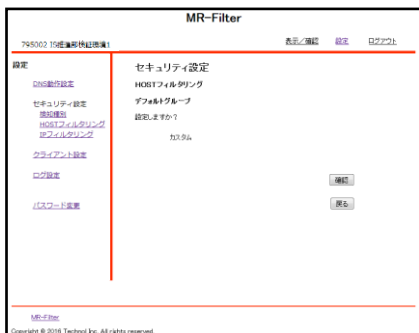 MR-Filter
795002 IS推進部検証環境1
表示／確認 設定 ログアウト
設定
DNS動作設定
セキュリティ設定
検知種別
HOSTフィルタリング
IPフィルタリング
クライアント設定
ログ設定
パスワード変更
セキュリティ設定
HOSTフィルタリング
デフォルトグループ
設定しますか？
カスタム
確認
戻る
MR-Filter
Copyright © 2016 Technol Inc. All rights reserved.